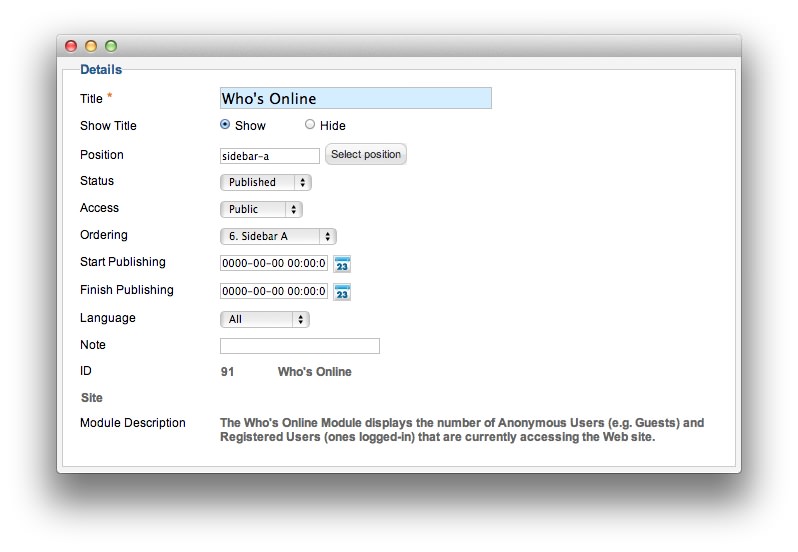 Details
Title * Who's Online
Show Title Show Hide
Position sidebar-a Select position
Status Published
Access Public
Ordering 6. Sidebar A
Start Publishing 0000-00-00 00:00:0 23
Finish Publishing 0000-00-00 00:00:0 23
Language All
Note
ID 91 Who's Online
Site
Module Description The Who's Online Module displays the number of Anonymous Users (e.g. Guests) and
Registered Users (ones logged-in) that are currently accessing the Web site.